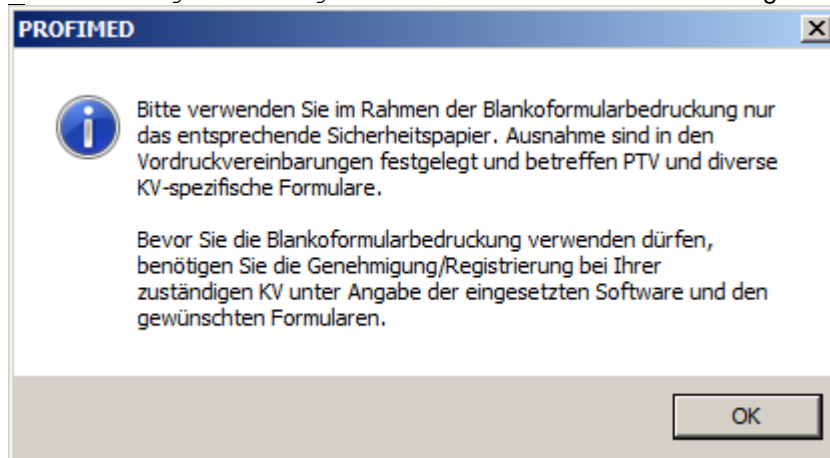 PROFIMED
Bitte verwenden Sie im Rahmen der Blankoformularbedruckung nur
das entsprechende Sicherheitspapier. Ausnahme sind in den
Vordruckvereinbarungen festgelegt und betreffen PTV und diverse
KV-spezifische Formulare.
Bevor Sie die Blankoformularbedruckung verwenden dürfen,
benötigen Sie die Genehmigung/Registrierung bei Ihrer
zuständigen KV unter Angabe der eingesetzten Software und den
gewünschten Formularen.
OK